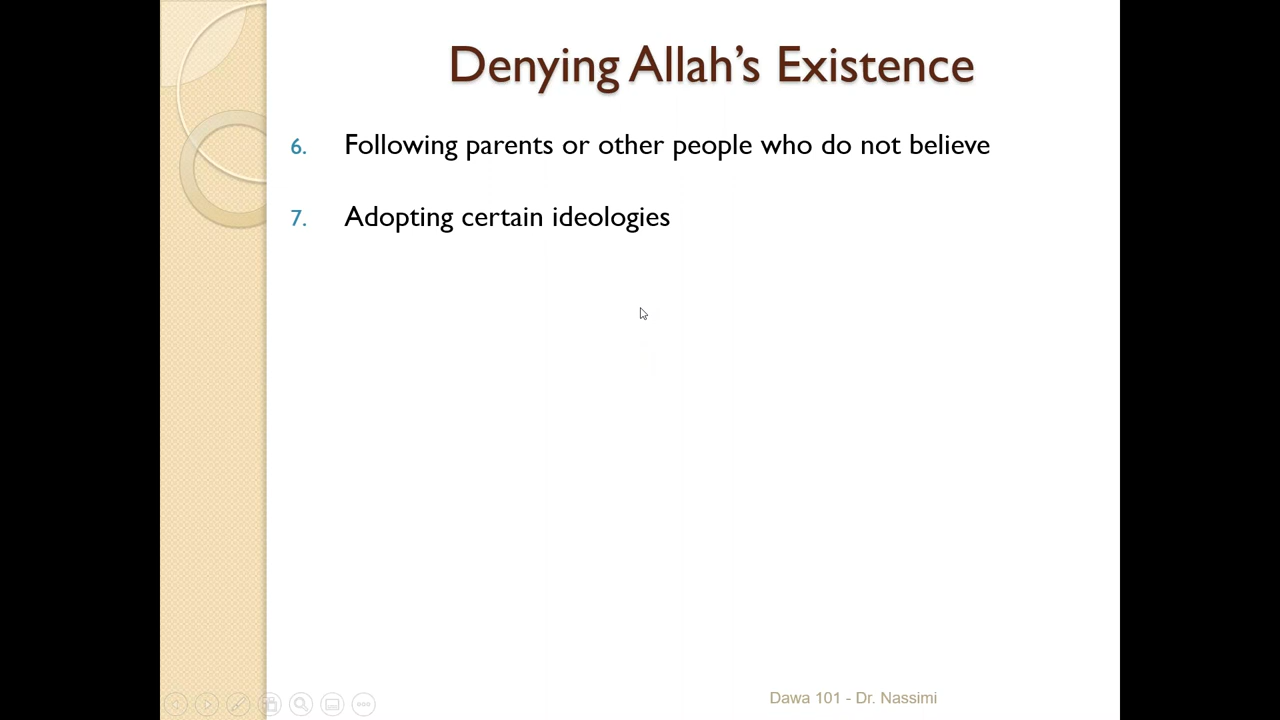 Denying Allah’s Existence
6. Following parents or other people who do not believe
7. Adopting certain ideologies
Dawa 101 - Dr. Nassimi